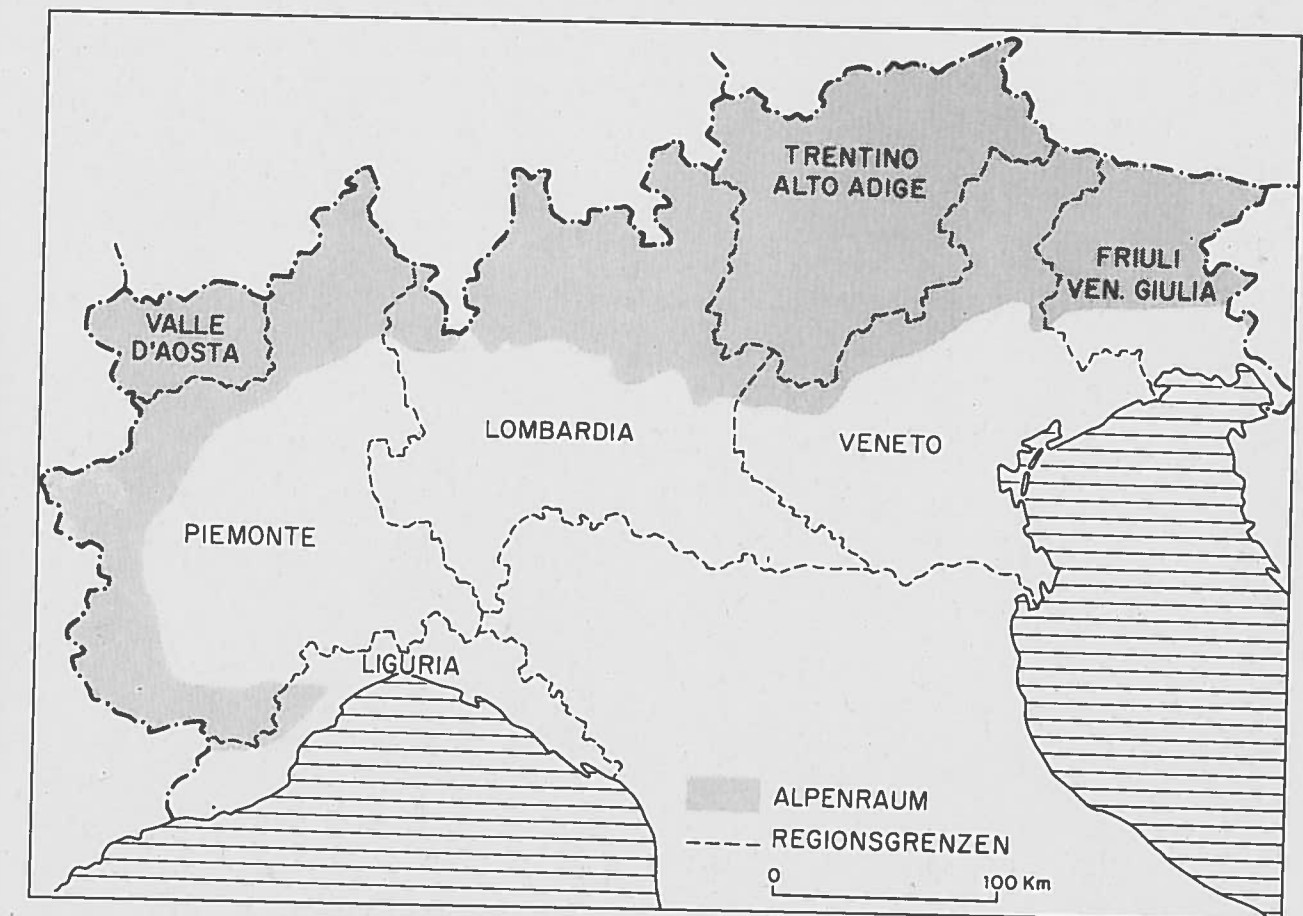 TRENTINO
ALTO ADIGE
FRIULI
VEN. GIULIA
VALLE
D'AOSTA
LOMBARDIA
VENETO
PIEMONTE
LIGURIA
ALPENRAUM
REGIONSGRENZEN
0
100 Km